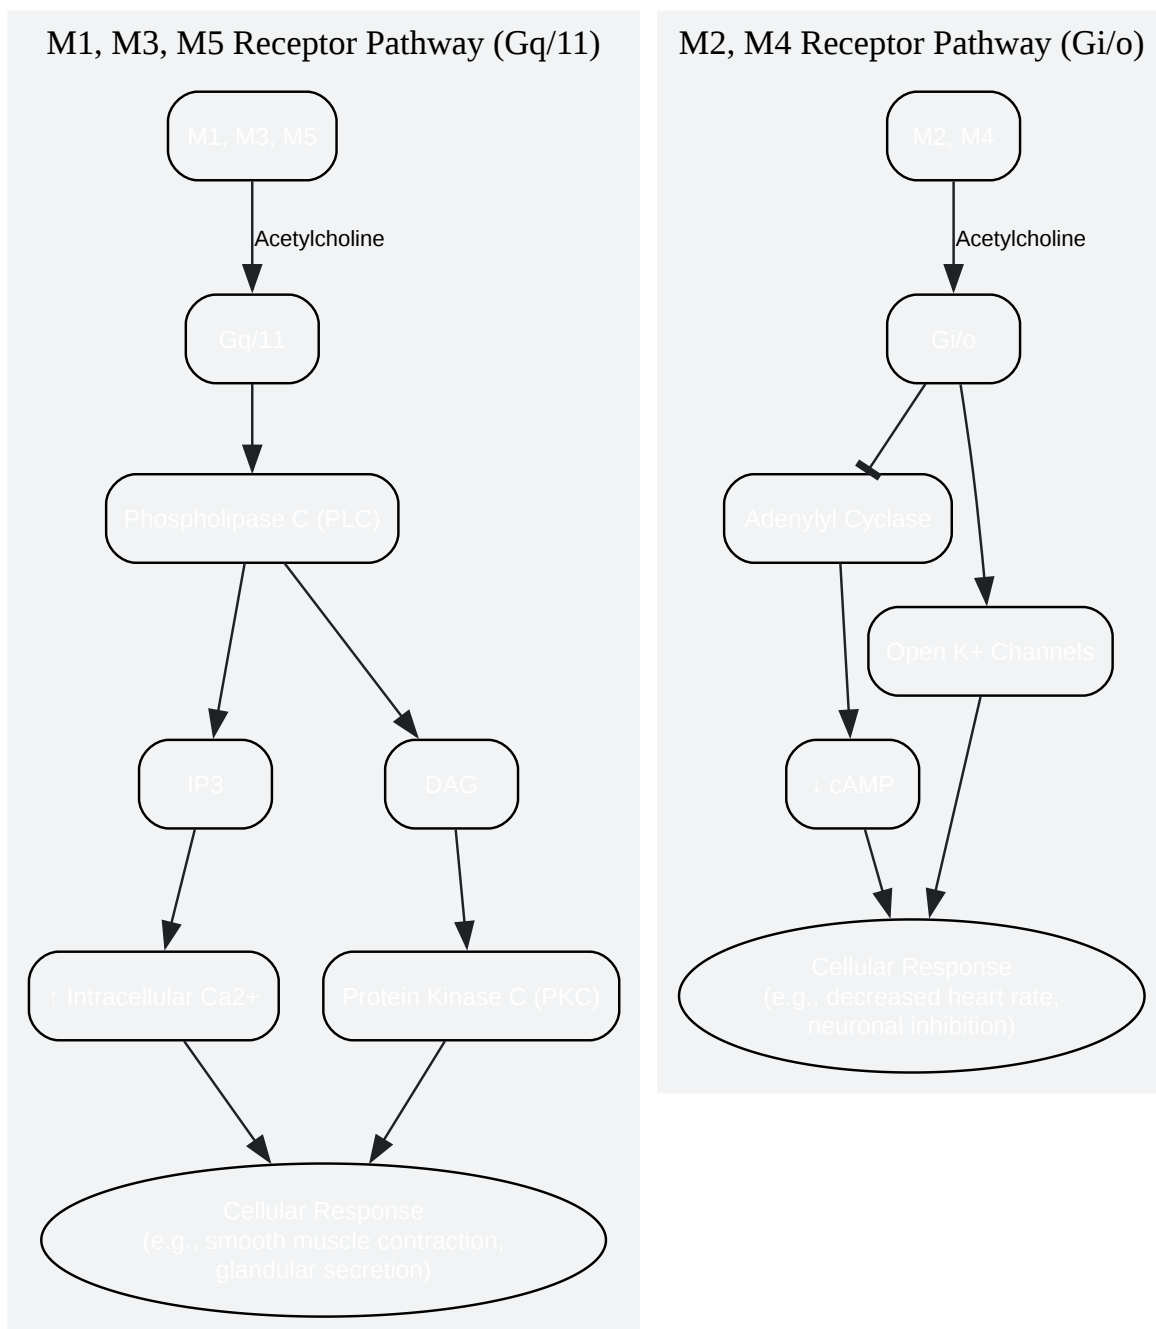 M1, M3, M5 Receptor Pathway (Gq/11)
M1, M3, M5
Acetylcholine
Gq/11
Phospholipase C (PLC)
IP3
DAG
↑ Intracellular Ca2+
Protein Kinase C (PKC)
Cellular Response
(e.g., smooth muscle contraction,
glandular secretion)
M2, M4 Receptor Pathway (Gi/o)
M2, M4
Acetylcholine
Gi/o
Adenylyl Cyclase
Open K+ Channels
↓ cAMP
Cellular Response
(e.g., decreased heart rate,
neuronal inhibition)